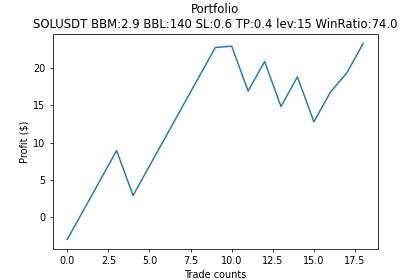 Portfolio
SOLUSDT BBM:2.9 BBL:140 SL:0.6 TP:0.4 lev:15 WinRatio:74.0
Profit ($)
20
15
10
5
0
0.0 2.5 5.0 7.5 10.0 12.5 15.0 17.5
Trade counts